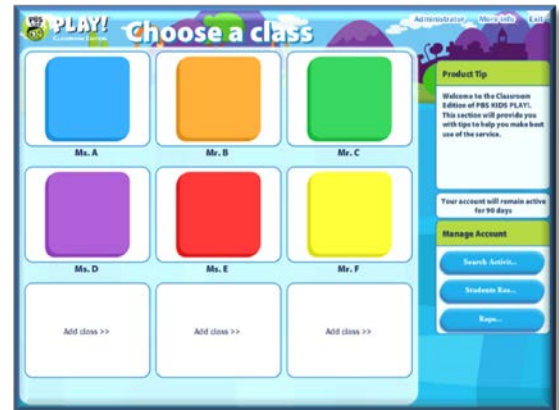 PBS KIDS PLAY!
CLASSROOM EDITION
Choose a class
Administrator More info Exit
Ms. A
Mr. B
Mr. C
Ms. D
Ms. E
Mr. F
Add class >>
Add class >>
Add class >>
Product Tip
Welcome to the Classroom
Edition of PBS KIDS PLAY!.
This section will provide you
with tips to help you make best
use of the service.
Your account will remain active
for 90 days
Manage Account
Search Activit...
Students Res...
Repo...